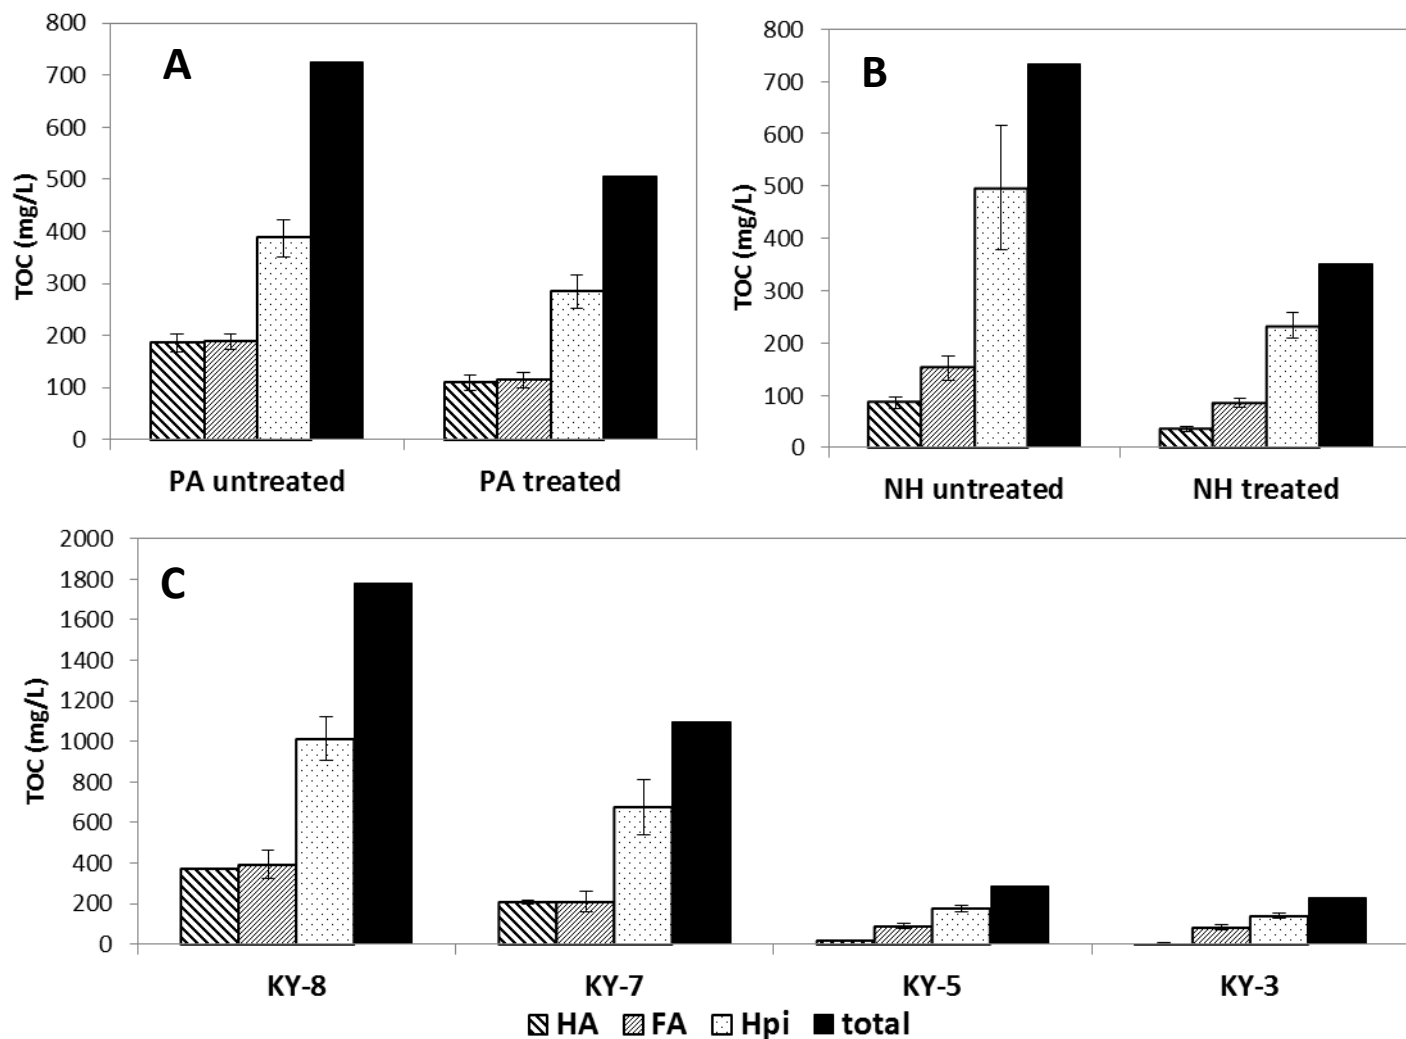 A
TOC (mg/L)
800
700
600
500
400
300
200
100
0
PA untreated
PA treated
B
TOC (mg/L)
800
700
600
500
400
300
200
100
0
NH untreated
NH treated
C
TOC (mg/L)
2000
1800
1600
1400
1200
1000
800
600
400
200
0
KY-8
KY-7
KY-5
KY-3
HA FA Hpi total